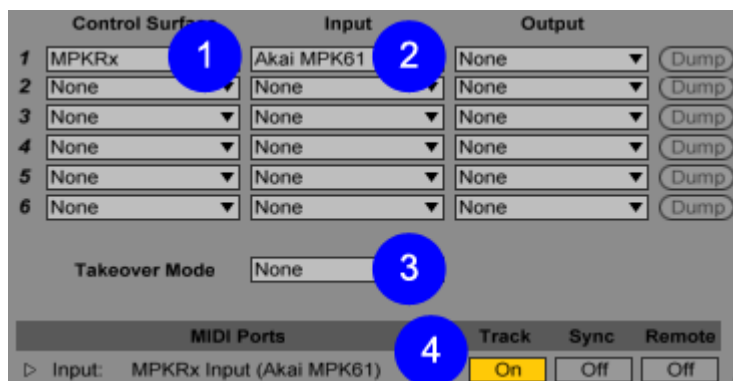 Control Surface Input Output
1 MPKRx 1 Akai MPK61 2 None Dump
2 None None None Dump
3 None None None Dump
4 None None None Dump
5 None None None Dump
6 None None None Dump
Takeover Mode None 3
MIDI Ports 4 Track Sync Remote
Input: MPKRx Input (Akai MPK61) On Off Off